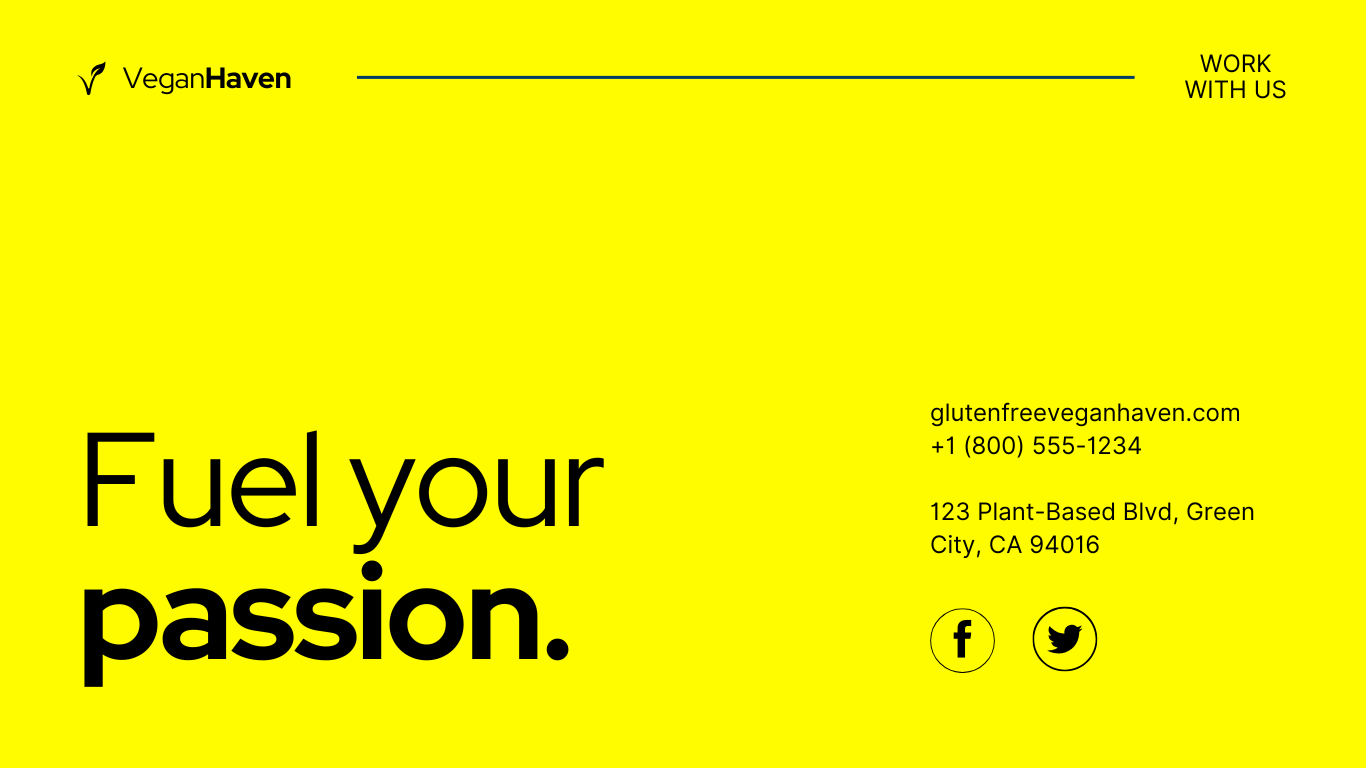 VeganHaven
WORK
WITH US
Fuel your
passion.
glutenfreeveganhaven.com
+1 (800) 555-1234
123 Plant-Based Blvd, Green
City, CA 94016